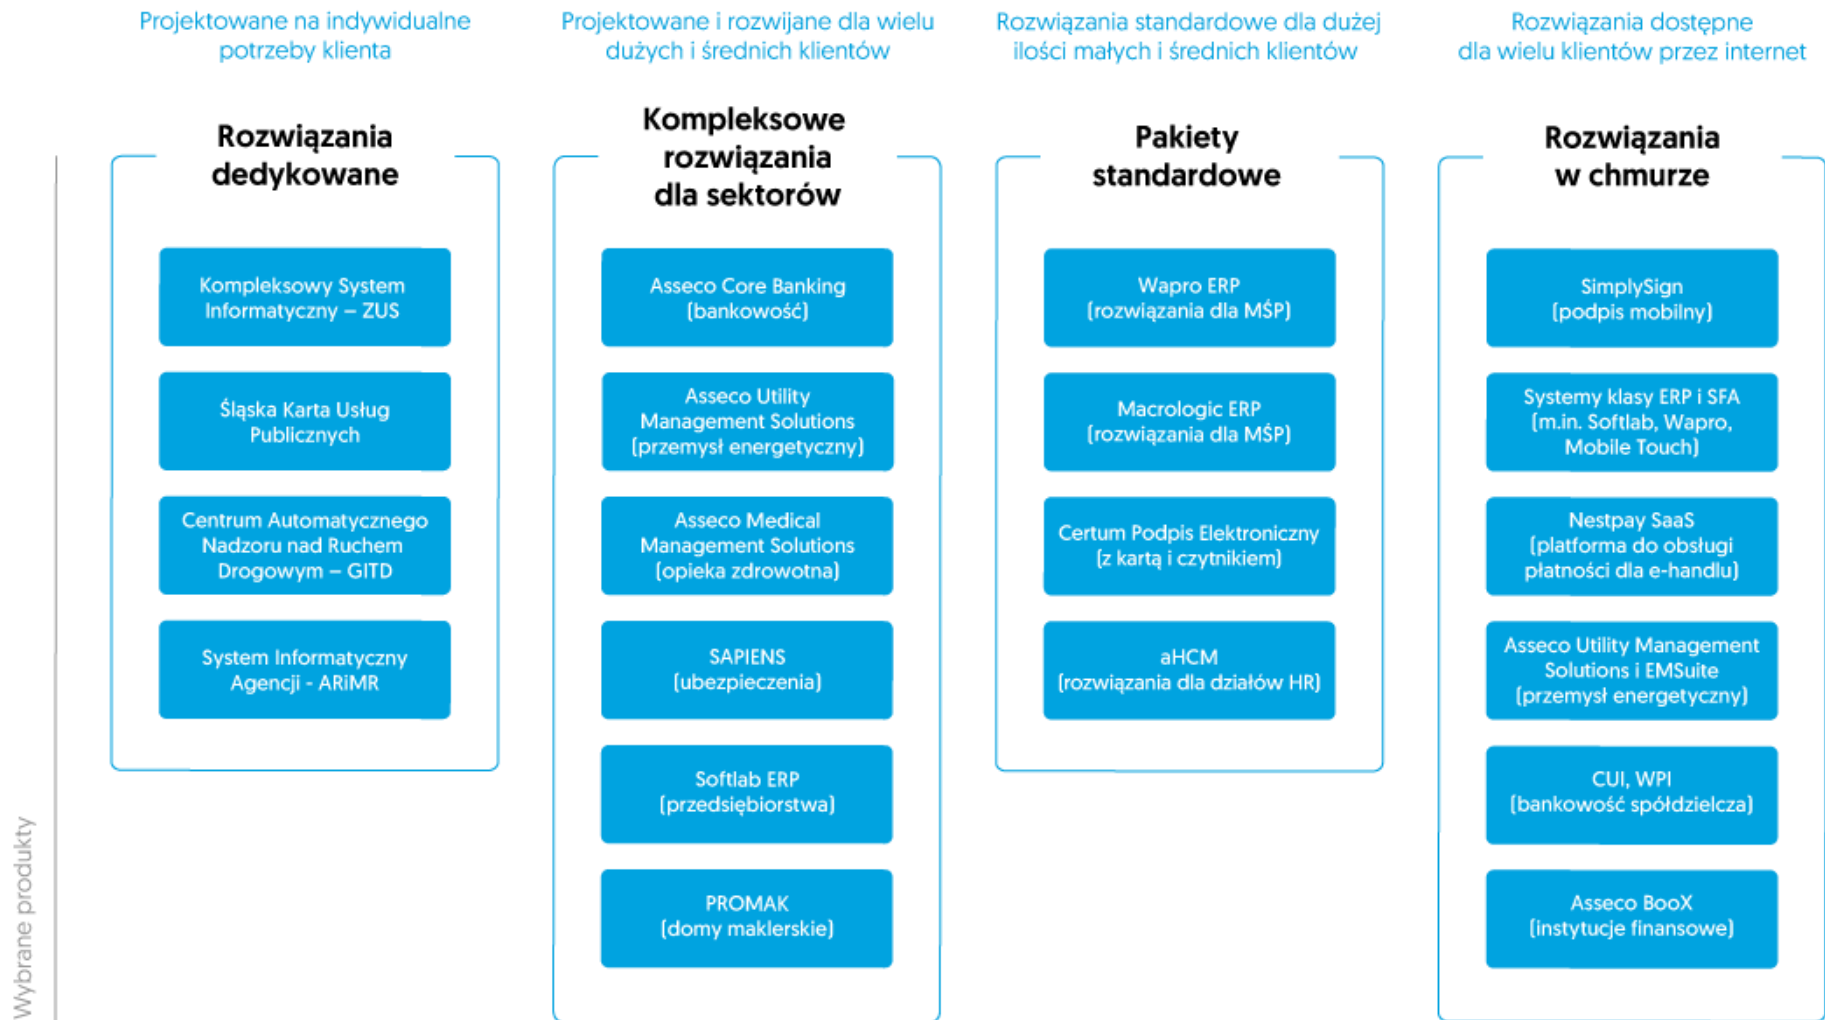 Projektowane na indywidualne
potrzeby klienta
Rozwiązania
dedykowane
Kompleksowy System
Informatyczny – ZUS
Śląska Karta Usług
Publicznych
Centrum Automatycznego
Nadzoru nad Ruchem
Drogowym – GITD
System Informatyczny
Agencji - ARiMR
Projektowane i rozwijane dla wielu
dużych i średnich klientów
Kompleksowe
rozwiązania
dla sektorów
Asseco Core Banking
(bankowość)
Asseco Utility
Management Solutions
(przemysł energetyczny)
Asseco Medical
Management Solutions
(opieka zdrowotna)
SAPIENS
(ubezpieczenia)
Softlab ERP
(przedsiębiorstwa)
PROMAK
(domy maklerskie)
Rozwiązania standardowe dla dużej
ilości małych i średnich klientów
Pakiety
standardowe
Wapro ERP
(rozwiązania dla MŚP)
Macrologic ERP
(rozwiązania dla MŚP)
Certum Podpis Elektroniczny
(z kartą i czytnikiem)
aHCM
(rozwiązania dla działów HR)
Rozwiązania dostępne
dla wielu klientów przez internet
Rozwiązania
w chmurze
SimplySign
(podpis mobilny)
Systemy klasy ERP i SFA
(m.in. Softlab, Wapro,
Mobile Touch)
Nestpay SaaS
(platforma do obsługi
płatności dla e-handlu)
Asseco Utility Management
Solutions i EMSuite
(przemysł energetyczny)
CUI, WPI
(bankowość spółdzielcza)
Asseco BooX
(instytucje finansowe)
Wybrane produkty